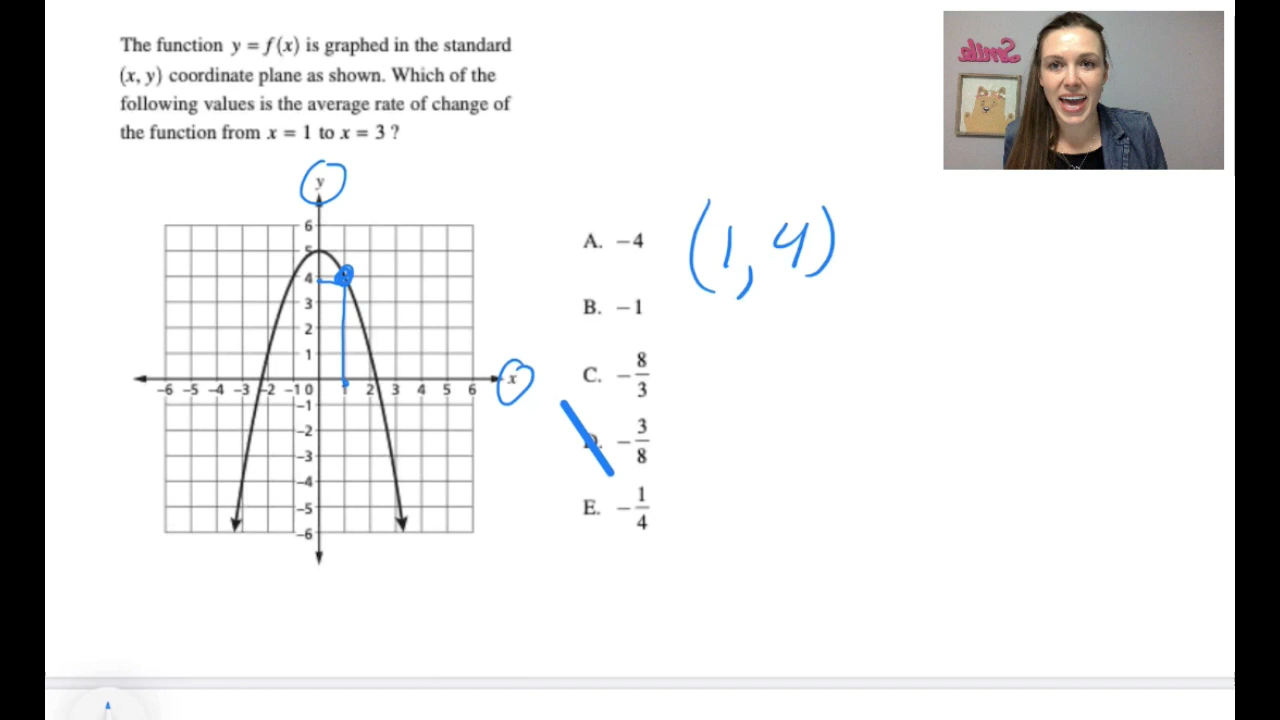 The function y = f(x) is graphed in the standard
(x, y) coordinate plane as shown. Which of the
following values is the average rate of change of
the function from x = 1 to x = 3 ?
Smile
y
6
5
4
3
2
1
-6 -5 -4 -3 -2 -1 0 1 2 3 4 5 6 x
-1
-2
-3
-4
-5
-6
A. -4
(1, 4)
B. -1
C. -8/3
D. -3/8
E. -1/4